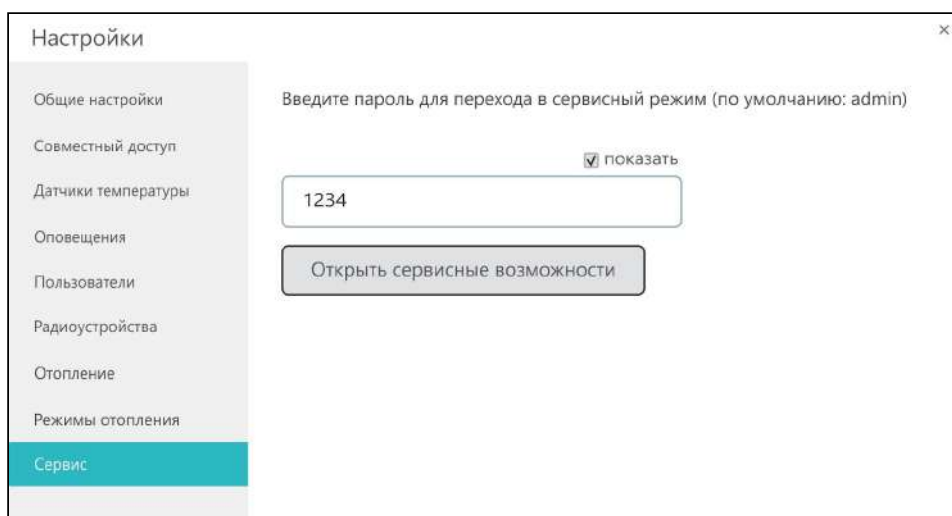 Настройки
×
Общие настройки
Совместный доступ
Датчики температуры
Оповещения
Пользователи
Радиоустройства
Отопление
Режимы отопления
Сервис
Введите пароль для перехода в сервисный режим (по умолчанию: admin)
показать
1234
Открыть сервисные возможности